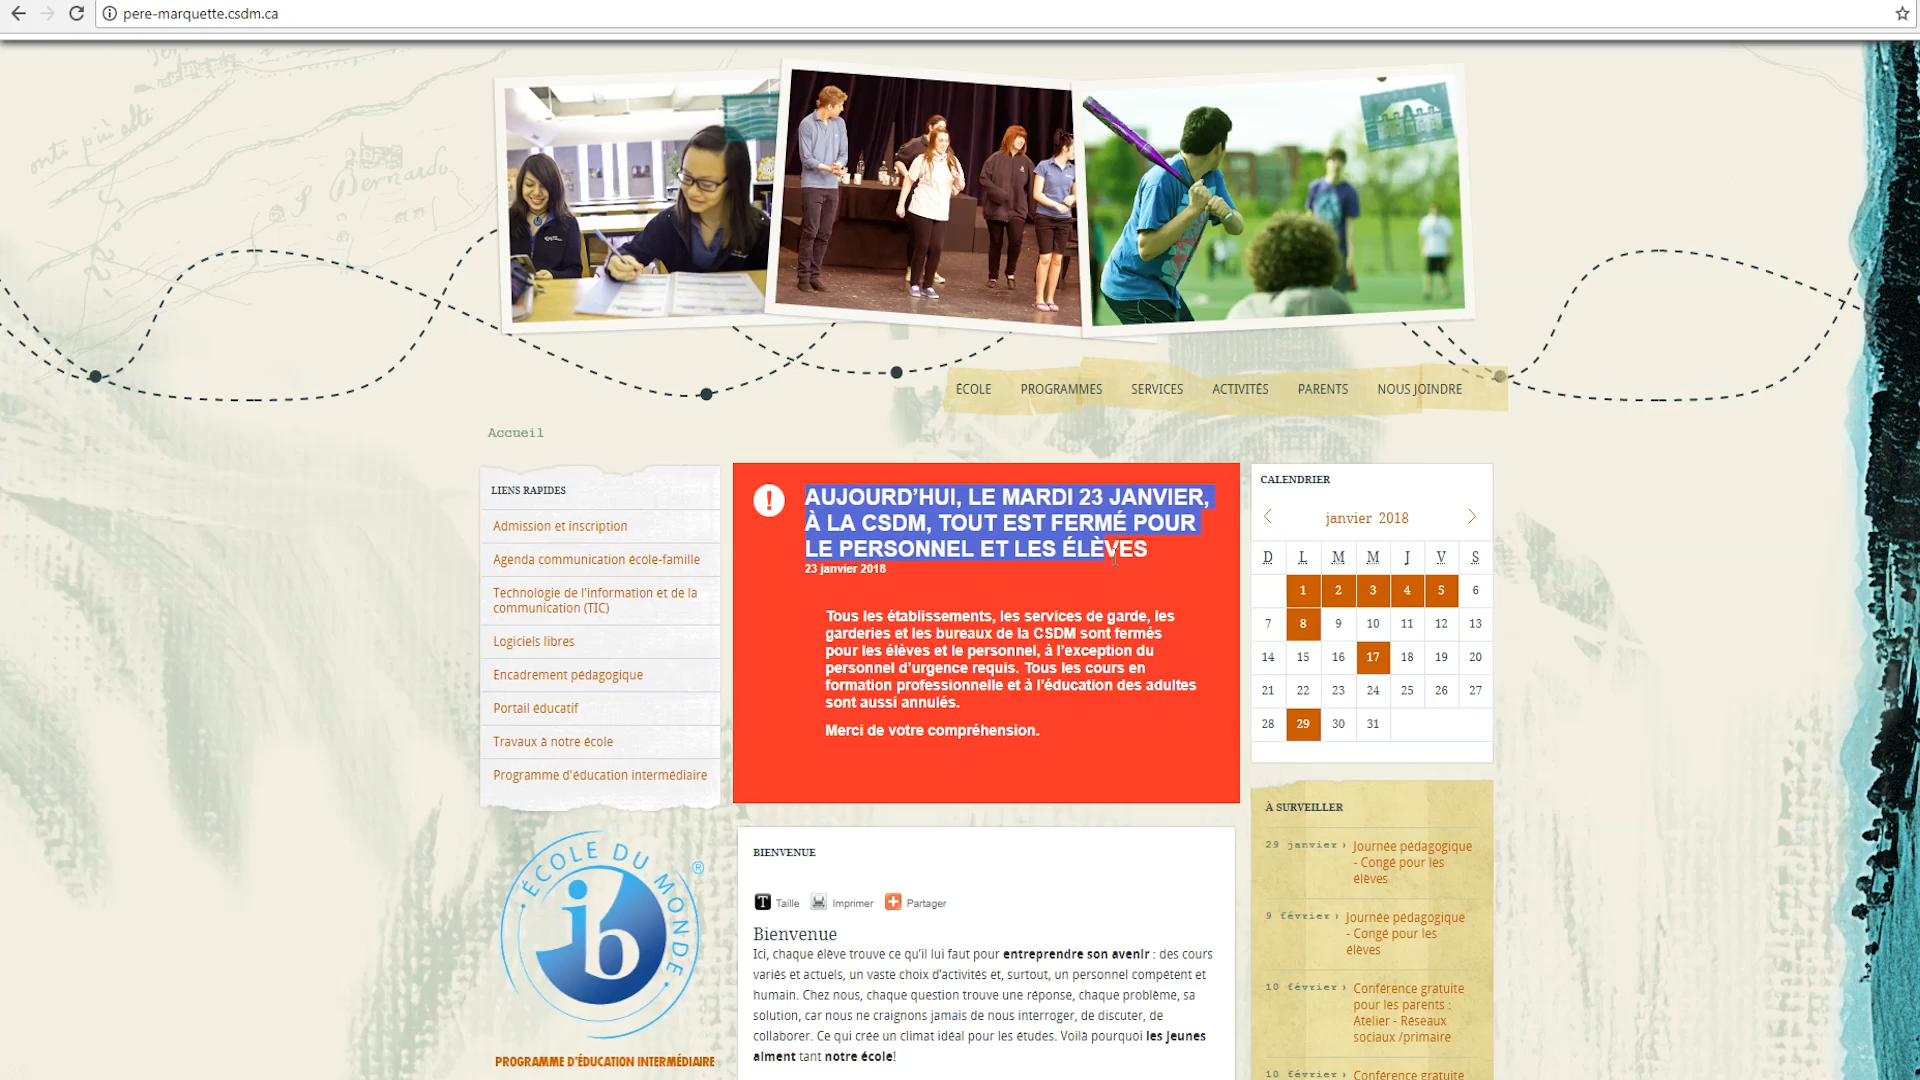 pere-marquette.csdm.ca
ÉCOLE PROGRAMMES SERVICES ACTIVITÉS PARENTS NOUS JOINDRE
Accueil
LIENS RAPIDES
Admission et inscription
Agenda communication école-famille
Technologie de l'information et de la
communication (TIC)
Logiciels libres
Encadrement pédagogique
Portail éducatif
Travaux à notre école
Programme d'éducation intermédiaire
ÉCOLE DU MONDE ®
ib
PROGRAMME D'ÉDUCATION INTERMÉDIAIRE
AUJOURD’HUI, LE MARDI 23 JANVIER,
À LA CSDM, TOUT EST FERMÉ POUR
LE PERSONNEL ET LES ÉLÈVES
23 janvier 2018
Tous les établissements, les services de garde, les
garderies et les bureaux de la CSDM sont fermés
pour les élèves et le personnel, à l’exception du
personnel d’urgence requis. Tous les cours en
formation professionnelle et à l’éducation des adultes
sont aussi annulés.
Merci de votre compréhension.
BIENVENUE
Taille Imprimer Partager
Bienvenue
Ici, chaque élève trouve ce qu’il lui faut pour entreprendre son avenir : des cours
variés et actuels, un vaste choix d’activités et, surtout, un personnel compétent et
humain. Chez nous, chaque question trouve une réponse, chaque problème, sa
solution, car nous ne craignons jamais de nous interroger, de discuter, de
collaborer. Ce qui crée un climat idéal pour les études. Voilà pourquoi les jeunes
aiment tant notre école!
CALENDRIER
janvier 2018
D L M M J V S
1 2 3 4 5 6
7 8 9 10 11 12 13
14 15 16 17 18 19 20
21 22 23 24 25 26 27
28 29 30 31
À SURVEILLER
29 janvier › Journée pédagogique
- Congé pour les
élèves
9 février › Journée pédagogique
- Congé pour les
élèves
10 février › Conférence gratuite
pour les parents :
Atelier - Réseaux
sociaux /primaire
10 février › Conférence gratuite